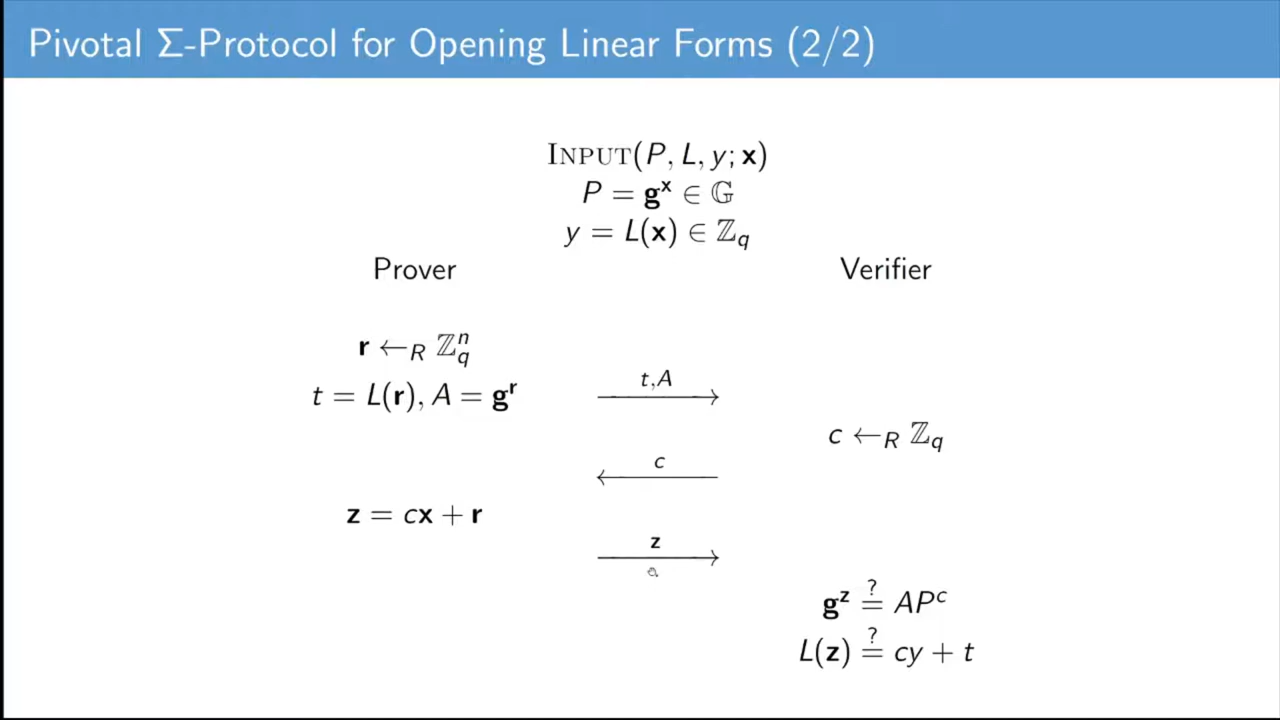 Pivotal Σ-Protocol for Opening Linear Forms (2/2)
INPUT(P, L, y; x)
P = g^x ∈ 𝔾
y = L(x) ∈ ℤ_q
Prover
Verifier
r ←_R ℤ_q^n
t = L(r), A = g^r
t,A
c ←_R ℤ_q
c
z = cx + r
z
g^z ≟ AP^c
L(z) ≟ cy + t